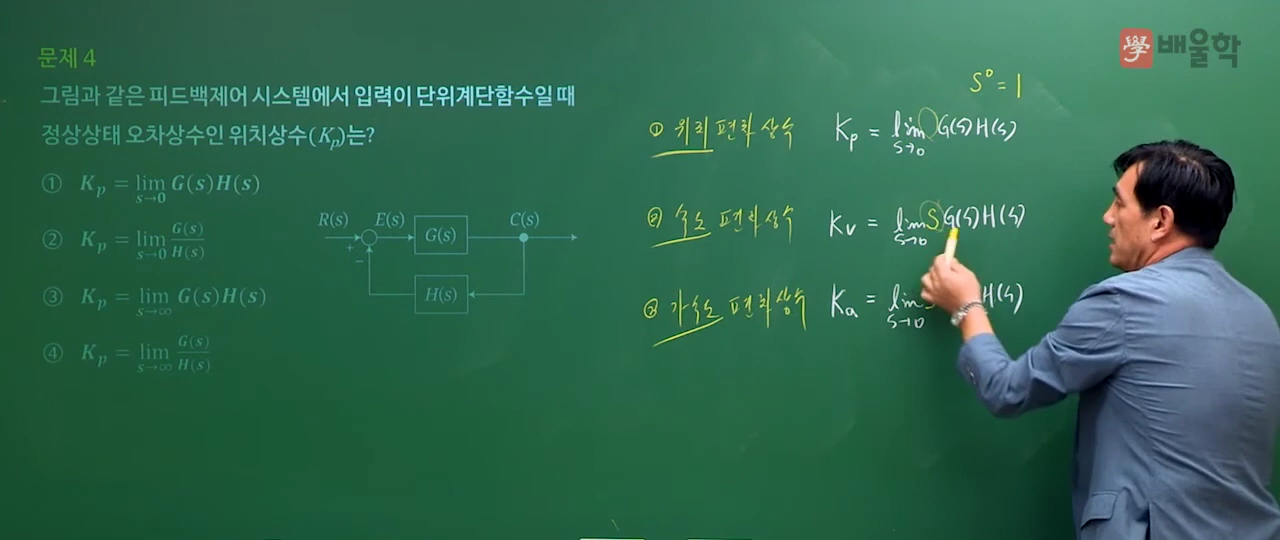 學 배울학
문제 4
그림과 같은 피드백제어 시스템에서 입력이 단위계단함수일 때
정상상태 오차상수인 위치상수(Kp)는?
① Kp = lim s→0 G(s)H(s)
② Kp = lim s→0 G(s)/H(s)
③ Kp = lim s→∞ G(s)H(s)
④ Kp = lim s→∞ G(s)/H(s)
R(s) E(s) G(s) C(s)
+
−
H(s)
S⁰ = 1
① 위치 편차상수 Kp = lim s→0 G(s)H(s)
② 속도 편차상수 Kv = lim s→0 S G(s)H(s)
③ 가속도 편차상수 Ka = lim s→0 H(s)